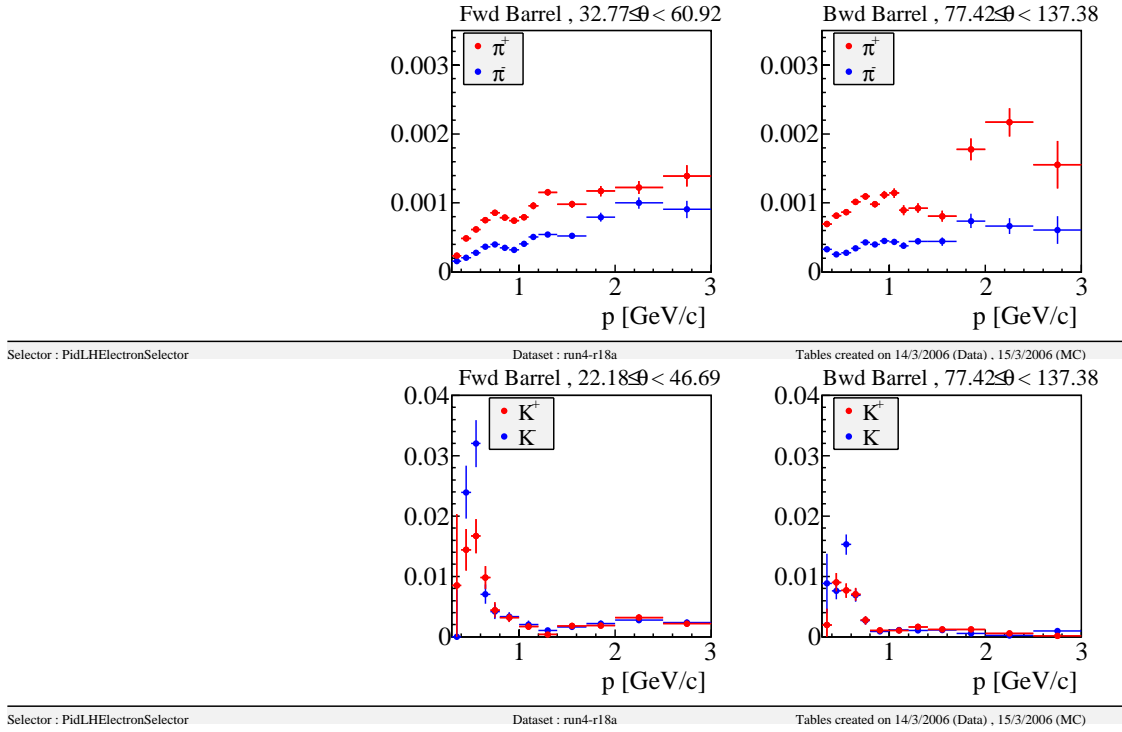 Fwd Barrel , 32.77≤θ< 60.92
Bwd Barrel , 77.42≤θ< 137.38
π+
π-
π+
π-
0.003
0.002
0.001
0
0.003
0.002
0.001
0
1 2 3
1 2 3
p [GeV/c]
p [GeV/c]
Selector : PidLHElectronSelector
Dataset : run4-r18a
Tables created on 14/3/2006 (Data) , 15/3/2006 (MC)
Fwd Barrel , 22.18≤θ< 46.69
Bwd Barrel , 77.42≤θ< 137.38
K+
K-
K+
K-
0.04
0.03
0.02
0.01
0
0.04
0.03
0.02
0.01
0
1 2 3
1 2 3
p [GeV/c]
p [GeV/c]
Selector : PidLHElectronSelector
Dataset : run4-r18a
Tables created on 14/3/2006 (Data) , 15/3/2006 (MC)